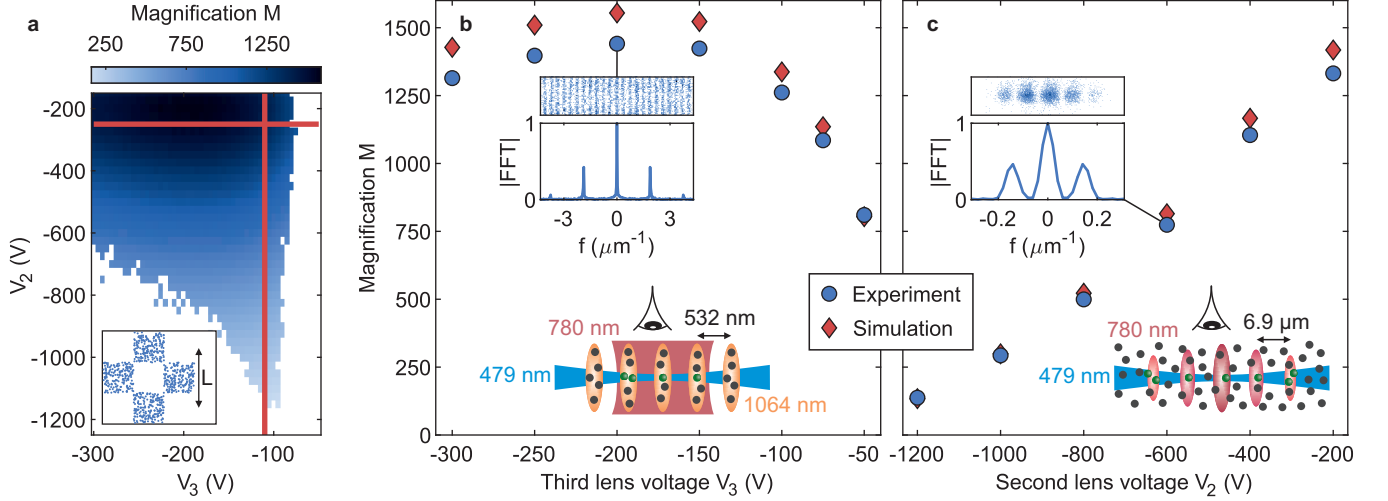 a
Magnification M
250 750 1250
-200
-400
-600
-800
-1000
-1200
V2 (V)
L
-300 -200 -100
V3 (V)
b
1500
1250
1000
750
500
250
0
Magnification M
1
|FFT|
0
-3 0 3
f (μm⁻¹)
780 nm
532 nm
479 nm
1064 nm
-300 -250 -200 -150 -100 -50
Third lens voltage V3 (V)
Experiment
Simulation
c
1
|FFT|
0
-0.2 0 0.2
f (μm⁻¹)
780 nm
6.9 μm
479 nm
-1200 -1000 -800 -600 -400 -200
Second lens voltage V2 (V)